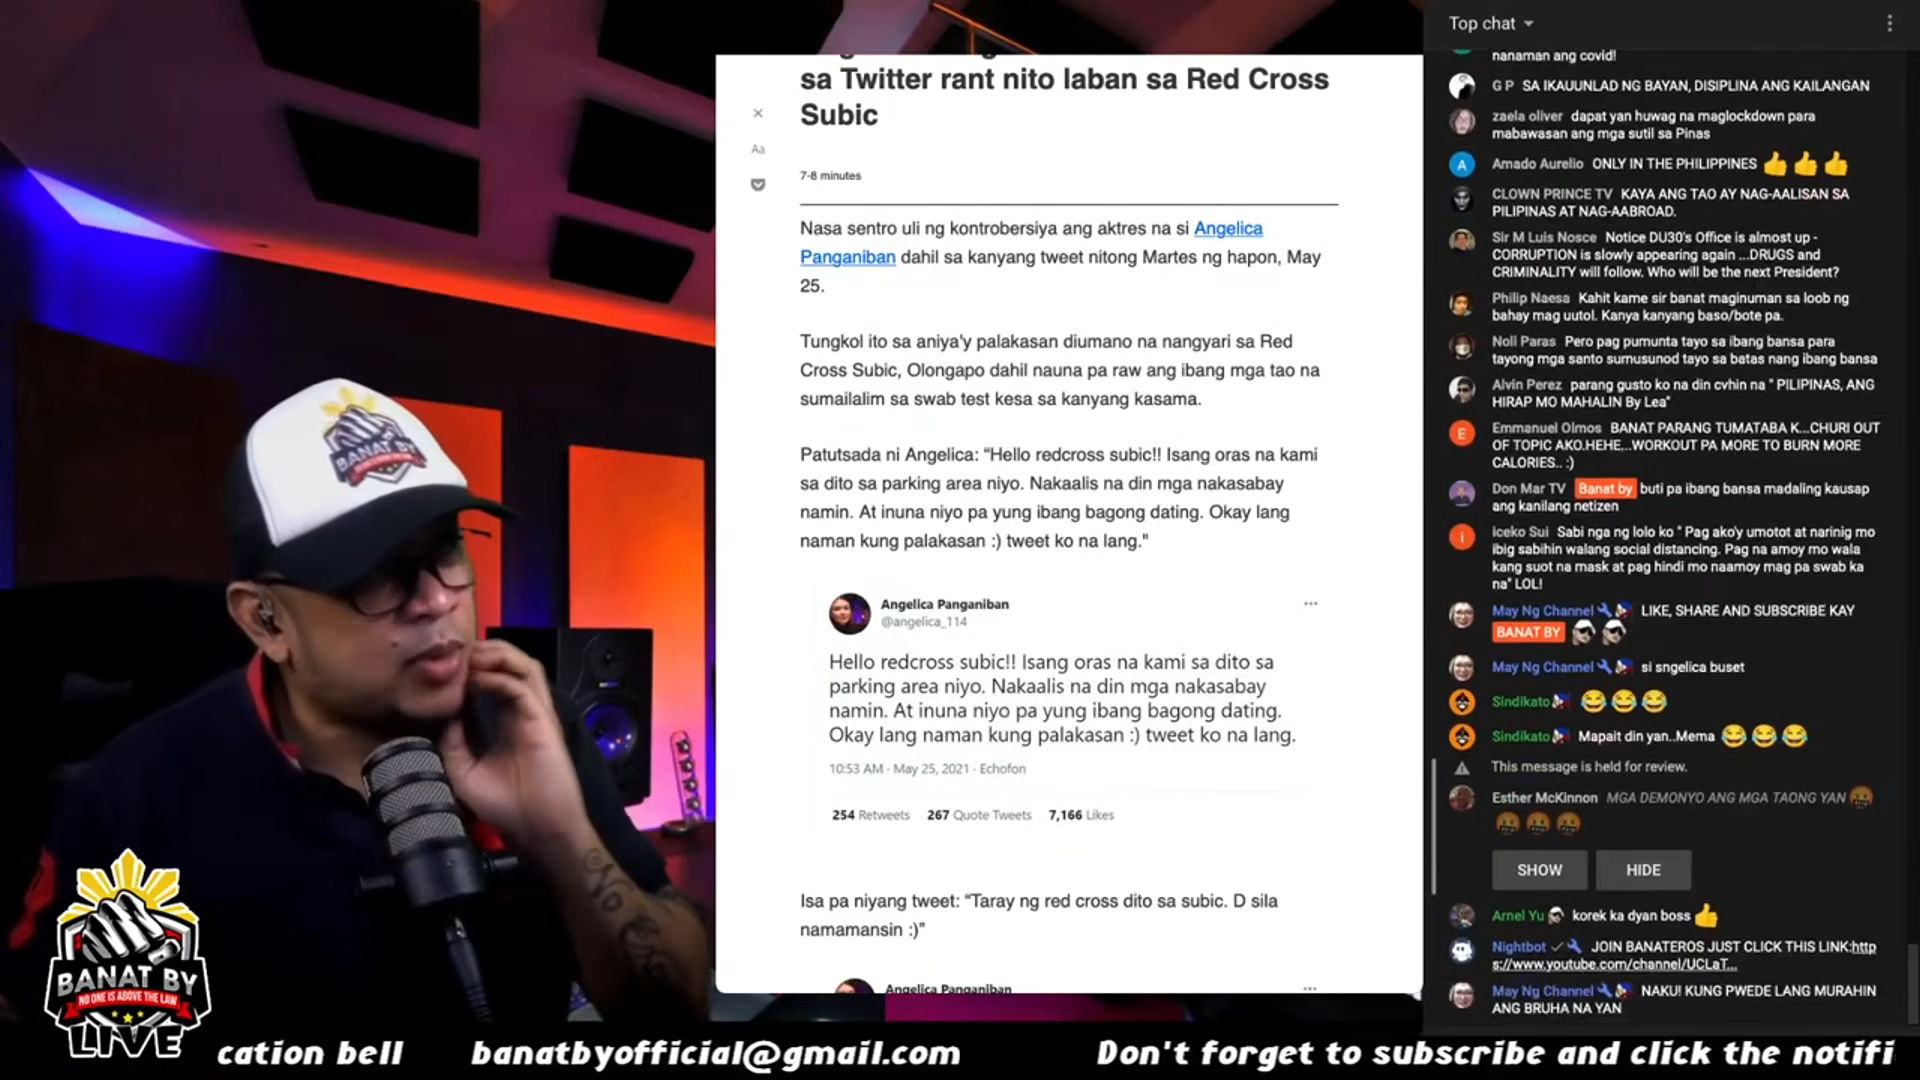 sa Twitter rant nito laban sa Red Cross
Subic
Aa
7-8 minutes
Nasa sentro uli ng kontrobersiya ang aktres na si Angelica
Panganiban dahil sa kanyang tweet nitong Martes ng hapon, May
25.
Tungkol ito sa aniya'y palakasan diumano na nangyari sa Red
Cross Subic, Olongapo dahil nauna pa raw ang ibang mga tao na
sumailalim sa swab test kesa sa kanyang kasama.
Patutsada ni Angelica: “Hello redcross subic!! Isang oras na kami
sa dito sa parking area niyo. Nakaalis na din mga nakasabay
namin. At inuna niyo pa yung ibang bagong dating. Okay lang
naman kung palakasan :) tweet ko na lang."
Angelica Panganiban
@angelica_114
Hello redcross subic!! Isang oras na kami sa dito sa
parking area niyo. Nakaalis na din mga nakasabay
namin. At inuna niyo pa yung ibang bagong dating.
Okay lang naman kung palakasan :) tweet ko na lang.
10:53 AM · May 25, 2021 · Echofon
254 Retweets 267 Quote Tweets 7,166 Likes
Isa pa niyang tweet: “Taray ng red cross dito sa subic. D sila
namamansin :)”
Angelica Panganiban
Top chat
nanaman ang covid!
G P SA IKAUUNLAD NG BAYAN, DISIPLINA ANG KAILANGAN
zaela oliver dapat yan huwag na maglockdown para
mabawasan ang mga sutil sa Pinas
A Amado Aurelio ONLY IN THE PHILIPPINES 👍👍👍
CLOWN PRINCE TV KAYA ANG TAO AY NAG-AALISAN SA
PILIPINAS AT NAG-AABROAD.
Sir M Luis Nosce Notice DU30's Office is almost up -
CORRUPTION is slowly appearing again ...DRUGS and
CRIMINALITY will follow. Who will be the next President?
Philip Naesa Kahit kame sir banat maginuman sa loob ng
bahay mag uutol. Kanya kanyang baso/bote pa.
Noli Paras Pero pag pumunta tayo sa ibang bansa para
tayong mga santo sumusunod tayo sa batas nang ibang bansa
Alvin Perez parang gusto ko na din cvhin na " PILIPINAS, ANG
HIRAP MO MAHALIN By Lea"
E Emmanuel Olmos BANAT PARANG TUMATABA K...CHURI OUT
OF TOPIC AKO.HEHE...WORKOUT PA MORE TO BURN MORE
CALORIES.. :)
Don Mar TV Banat by buti pa ibang bansa madaling kausap
ang kanilang netizen
i iceko Sui Sabi nga ng lolo ko " Pag ako'y umotot at narinig mo
ibig sabihin walang social distancing. Pag na amoy mo wala
kang suot na mask at pag hindi mo naamoy mag pa swab ka
na" LOL!
May Ng Channel LIKE, SHARE AND SUBSCRIBE KAY
BANAT BY
May Ng Channel si sngelica buset
Sindikato 😂😂😂
Sindikato Mapait din yan..Mema 😂😂😂
This message is held for review.
Esther McKinnon MGA DEMONYO ANG MGA TAONG YAN 🤬
🤬🤬🤬
SHOW HIDE
Arnel Yu korek ka dyan boss 👍
Nightbot JOIN BANATEROS JUST CLICK THIS LINK:http
s://www.youtube.com/channel/UCLaT...
May Ng Channel NAKU! KUNG PWEDE LANG MURAHIN
ANG BRUHA NA YAN
BANAT BY
BANAT BY
NO ONE IS ABOVE THE LAW
LIVE
cation bell banatbyofficial@gmail.com Don't forget to subscribe and click the notifi